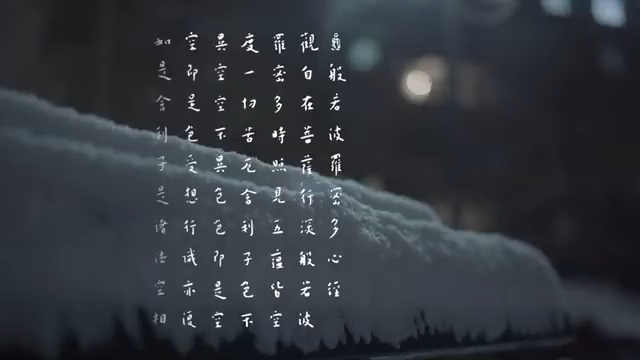 般若波羅密多心經
觀自在菩薩行深般若波
羅密多時照見五蘊皆空
度一切苦厄舍利子色不
異空空不異色色即是空
空即是色受想行識亦復
如是舍利子是諸法空相